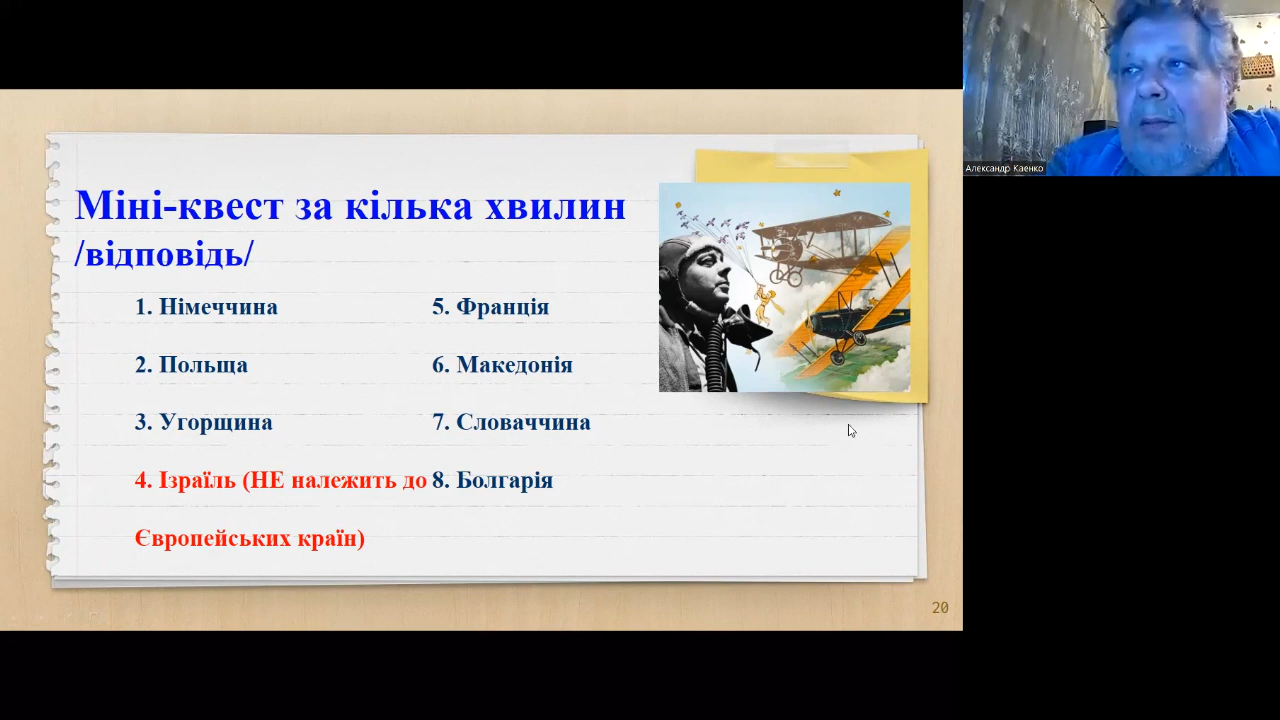 Міні-квест за кілька хвилин
/відповідь/
1. Німеччина
2. Польща
3. Угорщина
4. Ізраїль (НЕ належить до
Європейських країн)
5. Франція
6. Македонія
7. Словаччина
8. Болгарія
20
Александр Каенко